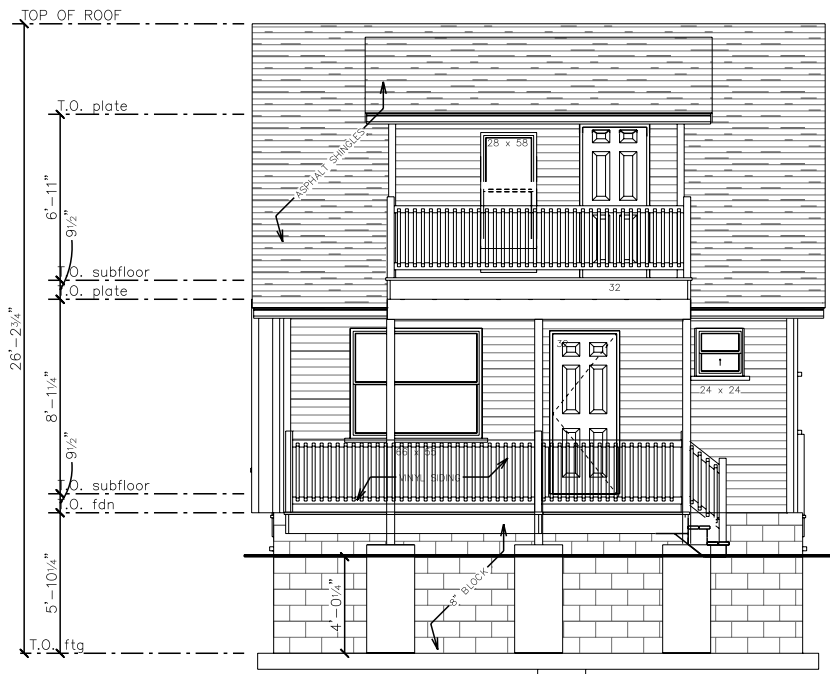 TOP OF ROOF
T.O. plate
28 x 58
ASPHALT SHINGLES
6'-11"
9½"
T.O. subfloor
T.O. plate
32
26'-2¾"
36
24 x 24
8'-1¼"
9½"
66 x 55
VINYL SIDING
T.O. subfloor
T.O. fdn
5'-10¼"
4'-0¼"
8" BLOCK
T.O. ftg